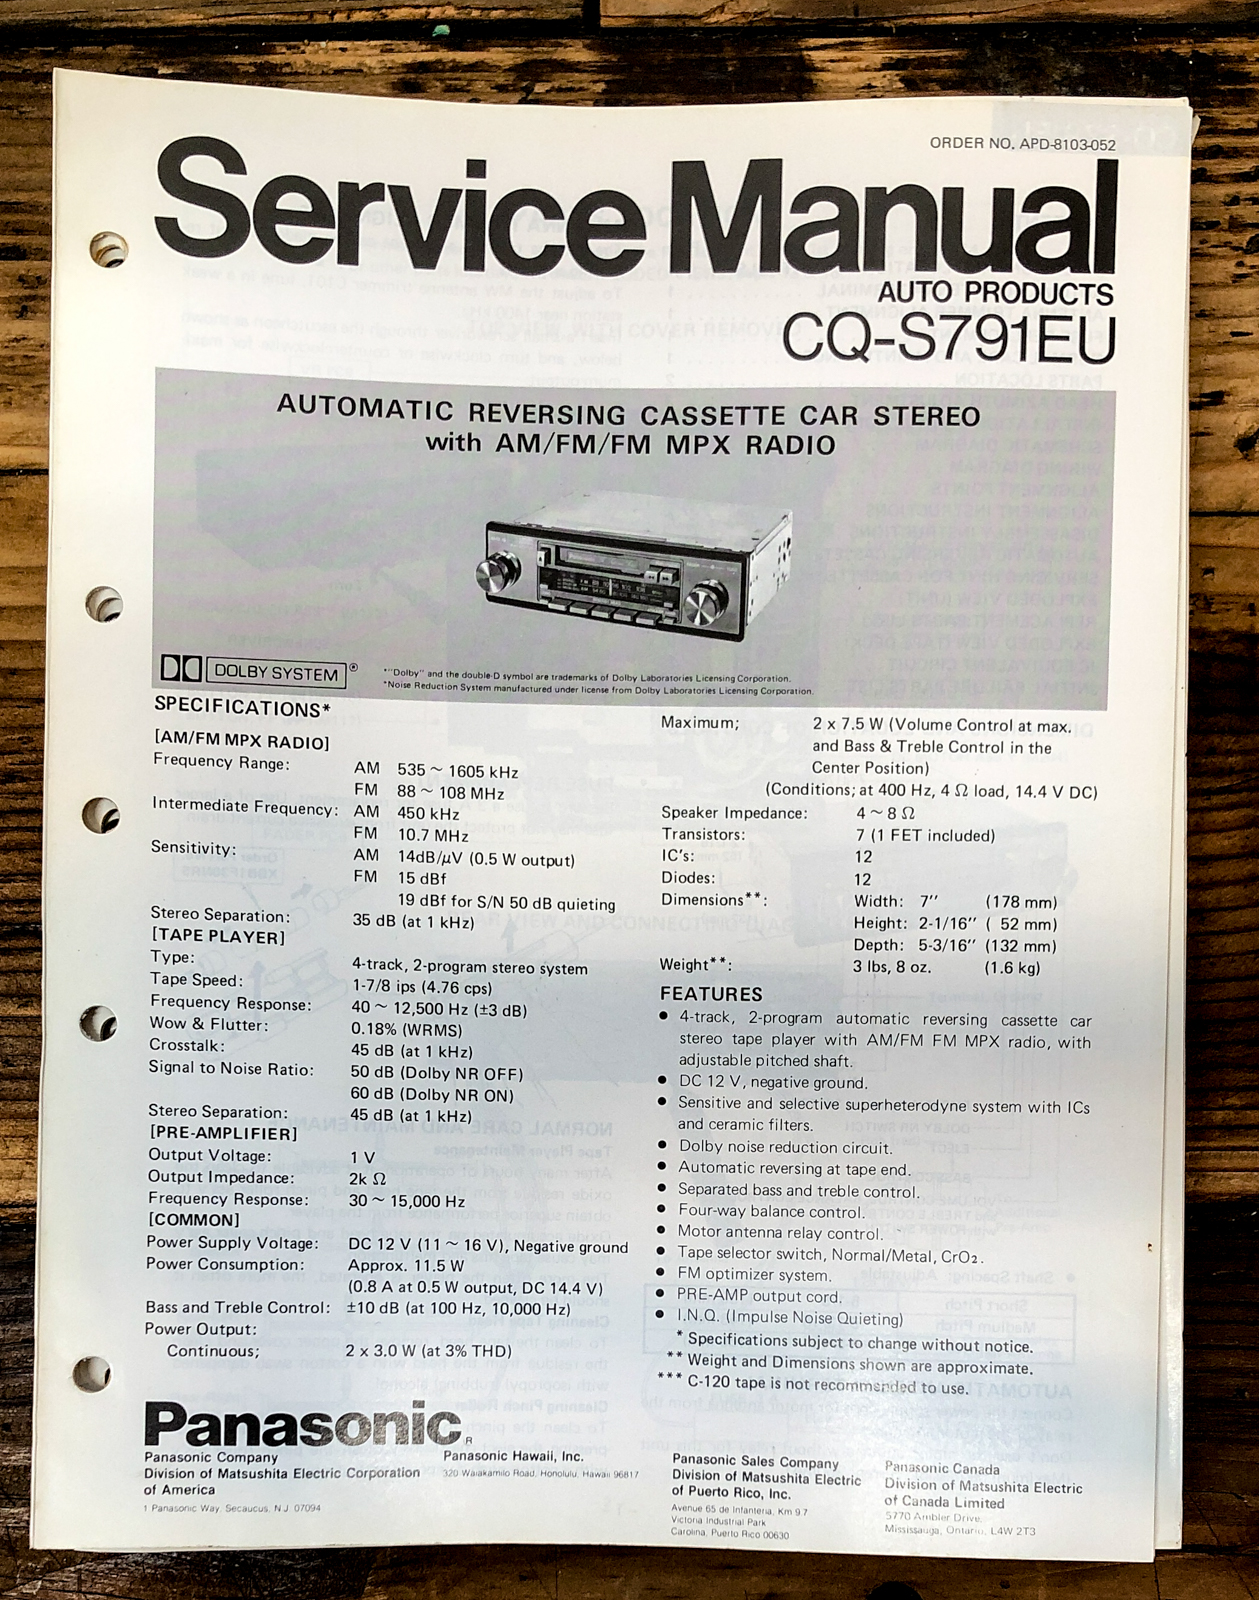 ORDER NO. APD-8103-052
Service Manual
AUTO PRODUCTS
CQ-S791EU
AUTOMATIC REVERSING CASSETTE CAR STEREO
with AM/FM/FM MPX RADIO
DOLBY SYSTEM ®
*"Dolby" and the double-D symbol are trademarks of Dolby Laboratories Licensing Corporation.
*Noise Reduction System manufactured under license from Dolby Laboratories Licensing Corporation.
SPECIFICATIONS*
[AM/FM MPX RADIO]
Frequency Range: AM 535 ~ 1605 kHz
FM 88 ~ 108 MHz
Intermediate Frequency: AM 450 kHz
FM 10.7 MHz
Sensitivity: AM 14dB/μV (0.5 W output)
FM 15 dBf
19 dBf for S/N 50 dB quieting
Stereo Separation: 35 dB (at 1 kHz)
[TAPE PLAYER]
Type: 4-track, 2-program stereo system
Tape Speed: 1-7/8 ips (4.76 cps)
Frequency Response: 40 ~ 12,500 Hz (±3 dB)
Wow & Flutter: 0.18% (WRMS)
Crosstalk: 45 dB (at 1 kHz)
Signal to Noise Ratio: 50 dB (Dolby NR OFF)
60 dB (Dolby NR ON)
Stereo Separation: 45 dB (at 1 kHz)
[PRE-AMPLIFIER]
Output Voltage: 1 V
Output Impedance: 2k Ω
Frequency Response: 30 ~ 15,000 Hz
[COMMON]
Power Supply Voltage: DC 12 V (11 ~ 16 V), Negative ground
Power Consumption: Approx. 11.5 W
(0.8 A at 0.5 W output, DC 14.4 V)
Bass and Treble Control: ±10 dB (at 100 Hz, 10,000 Hz)
Power Output:
Continuous; 2 x 3.0 W (at 3% THD)
Maximum; 2 x 7.5 W (Volume Control at max.
and Bass & Treble Control in the
Center Position)
(Conditions; at 400 Hz, 4 Ω load, 14.4 V DC)
Speaker Impedance: 4 ~ 8 Ω
Transistors: 7 (1 FET included)
IC's: 12
Diodes: 12
Dimensions**: Width: 7" (178 mm)
Height: 2-1/16" ( 52 mm)
Depth: 5-3/16" (132 mm)
Weight**: 3 lbs, 8 oz. (1.6 kg)
FEATURES
● 4-track, 2-program automatic reversing cassette car
stereo tape player with AM/FM FM MPX radio, with
adjustable pitched shaft.
● DC 12 V, negative ground.
● Sensitive and selective superheterodyne system with ICs
and ceramic filters.
● Dolby noise reduction circuit.
● Automatic reversing at tape end.
● Separated bass and treble control.
● Four-way balance control.
● Motor antenna relay control.
● Tape selector switch, Normal/Metal, CrO₂.
● FM optimizer system.
● PRE-AMP output cord.
● I.N.Q. (Impulse Noise Quieting)
* Specifications subject to change without notice.
** Weight and Dimensions shown are approximate.
*** C-120 tape is not recommended to use.
Panasonic®
Panasonic Company
Division of Matsushita Electric Corporation
of America
1 Panasonic Way, Secaucus, N.J. 07094
Panasonic Hawaii, Inc.
320 Waiakamilo Road, Honolulu, Hawaii 96817
Panasonic Sales Company
Division of Matsushita Electric
of Puerto Rico, Inc.
Avenue 65 de Infanteria, Km 9.7
Victoria Industrial Park
Carolina, Puerto Rico 00630
Panasonic Canada
Division of Matsushita Electric
of Canada Limited
5770 Ambler Drive,
Mississauga, Ontario, L4W 2T3